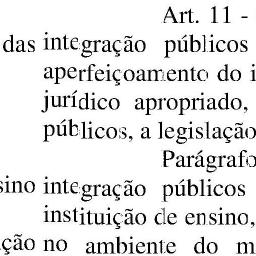 Art. 11 -
das integração públicos
aperfeiçoamento do i
jurídico apropriado,
públicos, a legislação
Parágrafo
sino integração públicos
instituição de ensino,
ção no ambiente do m